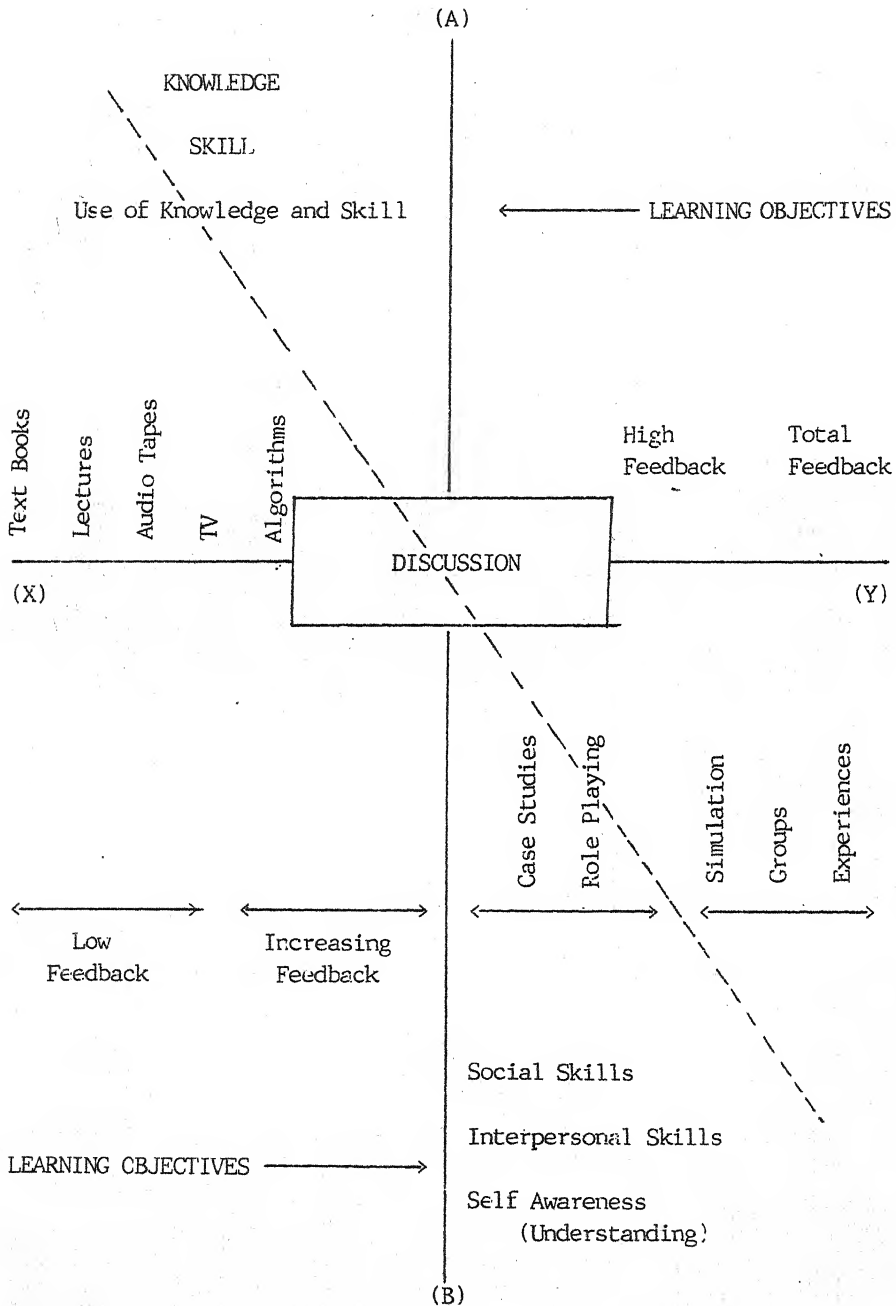 (A)
KNOWLEDGE
SKILL
Use of Knowledge and Skill
LEARNING OBJECTIVES
Text Books
Lectures
Audio Tapes
TV
Algorithms
High
Feedback
Total
Feedback
DISCUSSION
(X)
(Y)
Case Studies
Role Playing
Simulation
Groups
Experiences
Low
Feedback
Increasing
Feedback
Social Skills
Interpersonal Skills
LEARNING CBJECTIVES
Self Awareness
(Understanding)
(B)